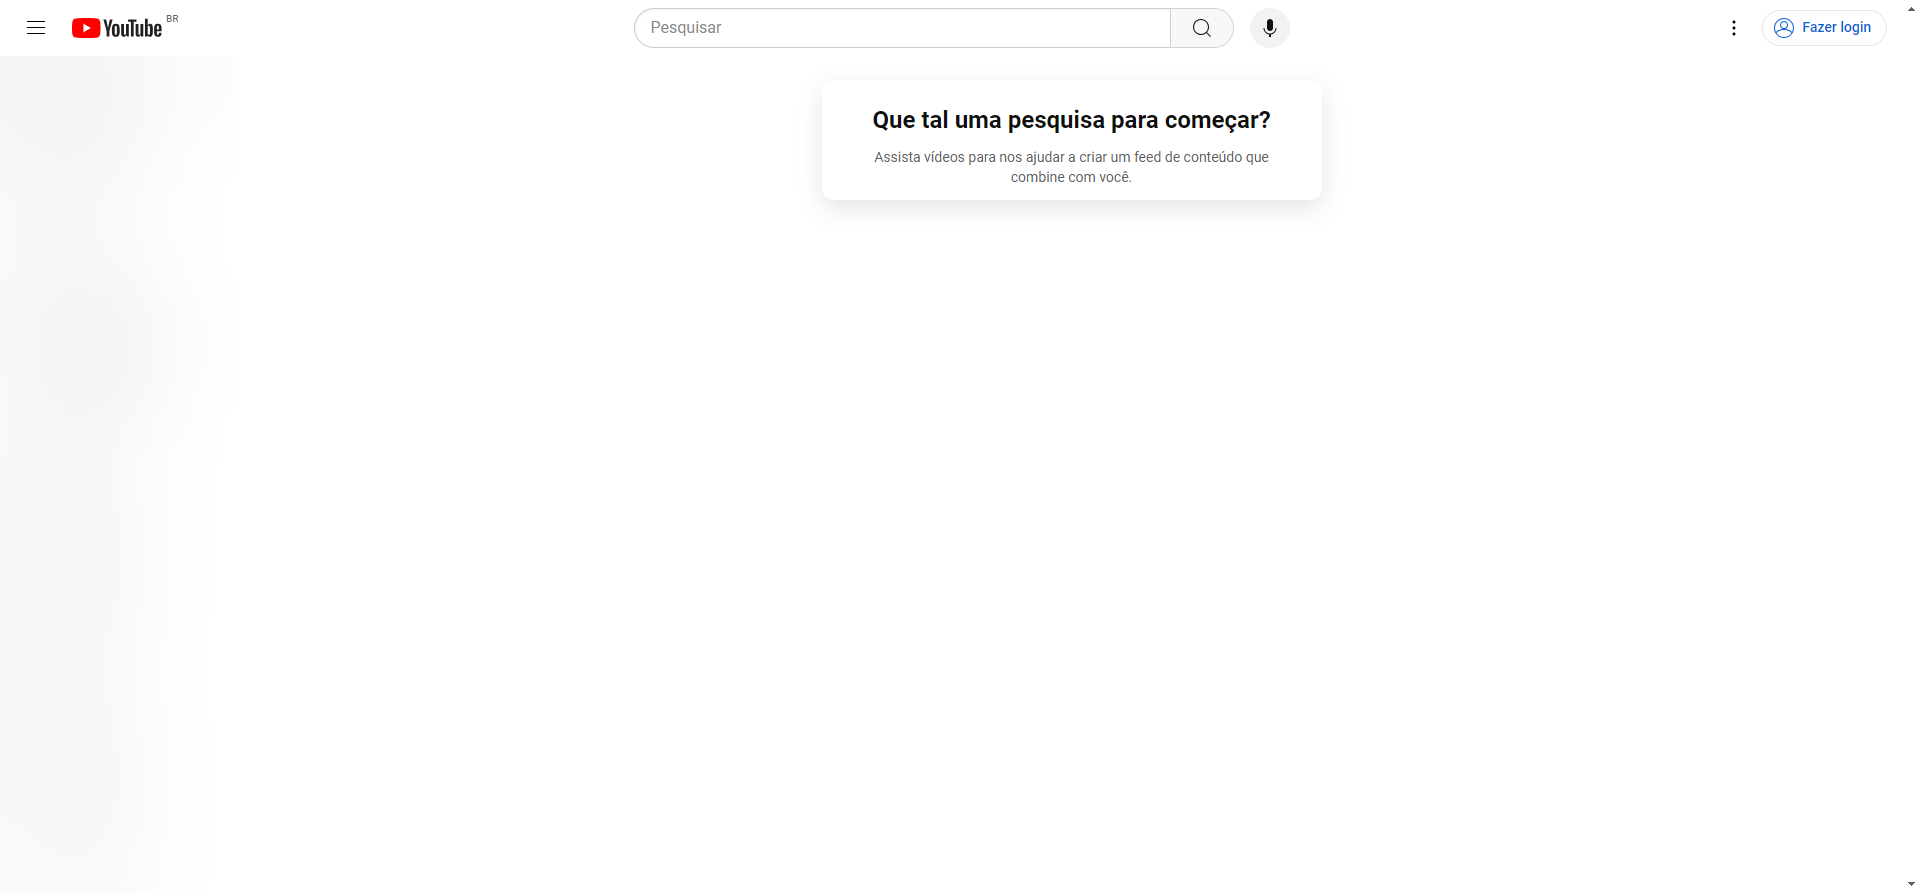 YouTube BR
Pesquisar
Fazer login
Que tal uma pesquisa para começar?
Assista vídeos para nos ajudar a criar um feed de conteúdo que
combine com você.